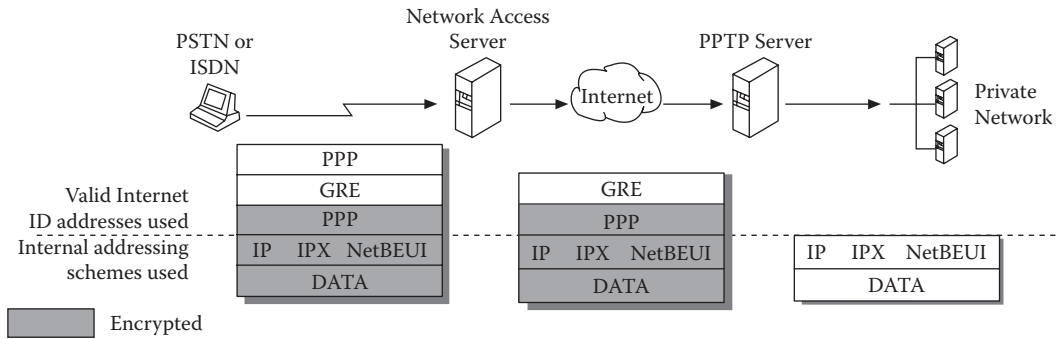 Network Access
Server
PSTN or
ISDN
PPTP Server
Internet
Private
Network
PPP
GRE
PPP
IP IPX NetBEUI
DATA
GRE
PPP
IP IPX NetBEUI
DATA
IP IPX NetBEUI
DATA
Valid Internet
ID addresses used
Internal addressing
schemes used
Encrypted